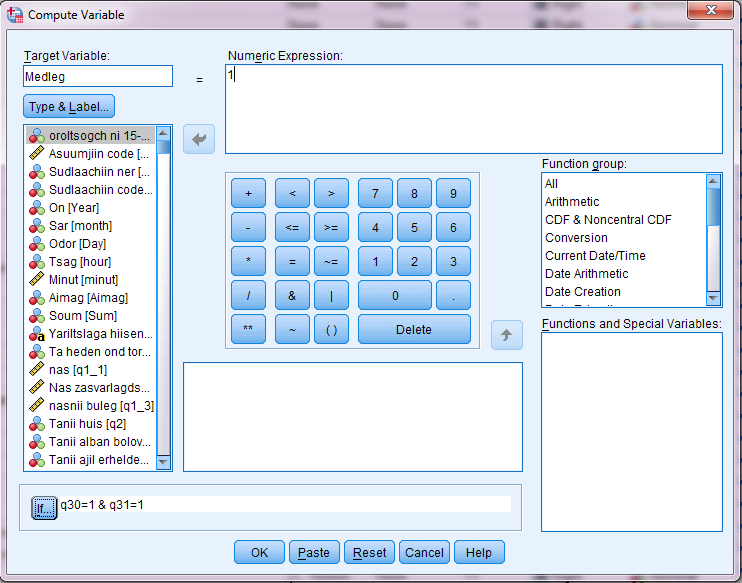 Compute Variable
Target Variable:
Medleg
=
Numeric Expression:
1
Type & Label...
oroltsogch ni 15-...
Asuumjiin code [...
Sudlaachiin ner [...
Sudlaachiin code...
On [Year]
Sar [month]
Odor [Day]
Tsag [hour]
Minut [minut]
Aimag [Aimag]
Soum [Sum]
Yariltslaga hiisen...
Ta heden ond tor...
nas [q1_1]
Nas zasvarlagds...
nasnii buleg [q1_3]
Tanii huis [q2]
Tanii alban bolov...
Tanii ajil erhelde...
+ < > 7 8 9
- <= >= 4 5 6
* = ~= 1 2 3
/ & | 0 .
** ~ ( ) Delete
Function group:
All
Arithmetic
CDF & Noncentral CDF
Conversion
Current Date/Time
Date Arithmetic
Date Creation
Functions and Special Variables:
If... q30=1 & q31=1
OK Paste Reset Cancel Help